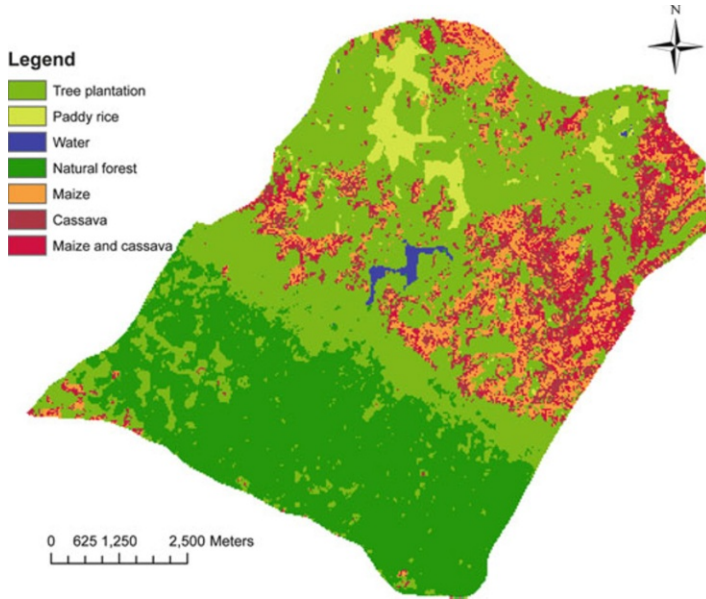 N
Legend
Tree plantation
Paddy rice
Water
Natural forest
Maize
Cassava
Maize and cassava
0 625 1,250 2,500 Meters